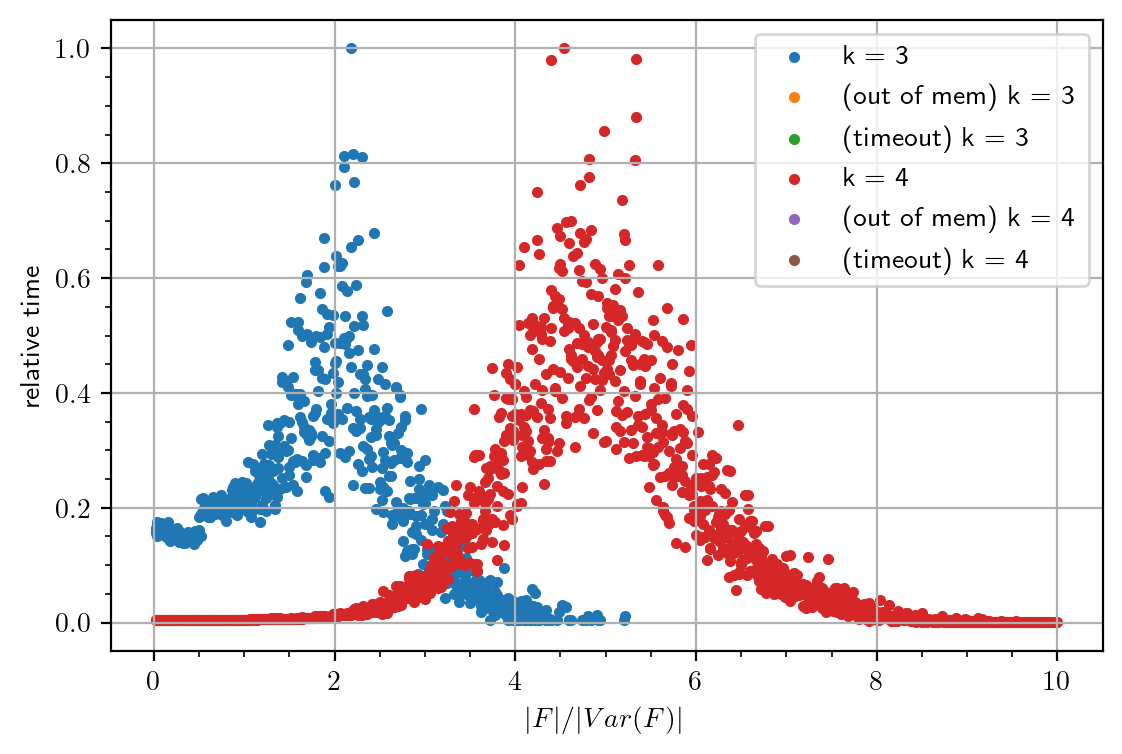 1.0
0.8
0.6
0.4
0.2
0.0
relative time
0 2 4 6 8 10
|F|/|Var(F)|
k = 3
(out of mem) k = 3
(timeout) k = 3
k = 4
(out of mem) k = 4
(timeout) k = 4